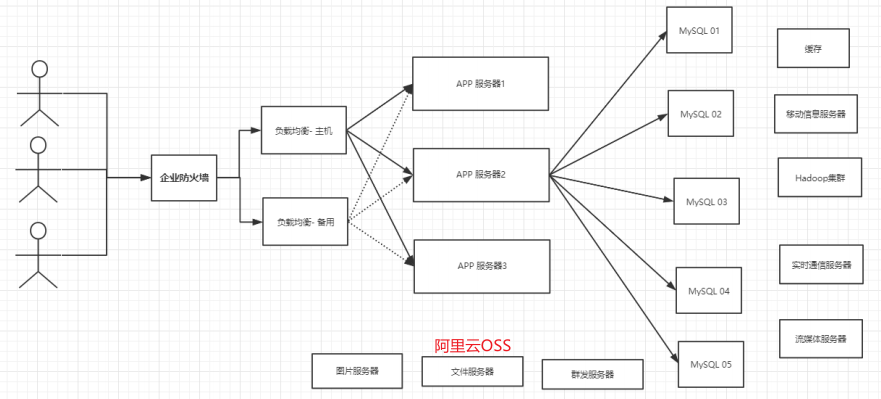 企业防火墙
负载均衡- 主机
负载均衡- 备用
APP 服务器1
APP 服务器2
APP 服务器3
MySQL 01
MySQL 02
MySQL 03
MySQL 04
MySQL 05
缓存
移动信息服务器
Hadoop集群
实时通信服务器
流媒体服务器
阿里云OSS
图片服务器
文件服务器
群发服务器